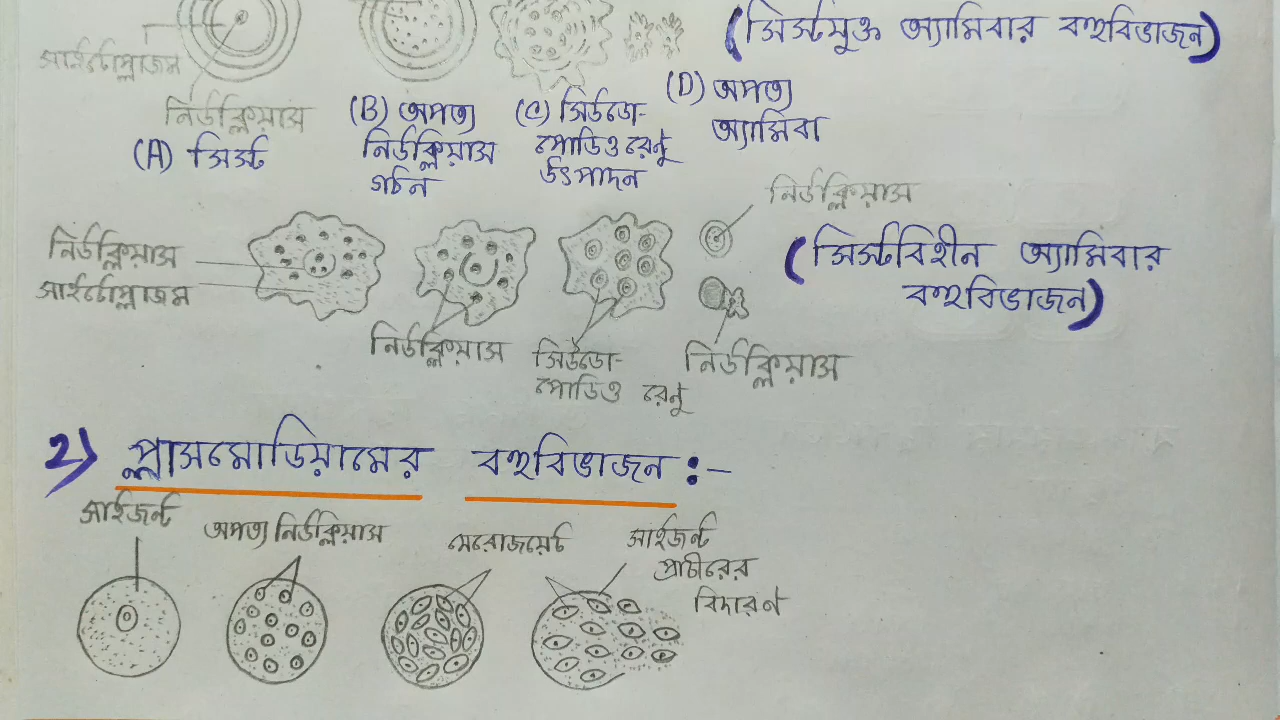 (সিস্টযুক্ত অ্যামিবার বহুবিভাজন)
সাইটোপ্লাজম
নিউক্লিয়াস
(A) সিস্ট
(B) অপত্য
নিউক্লিয়াস
গঠন
(C) সিউডো-
পোডিও রেনু
উৎপাদন
(D) অপত্য
অ্যামিবা
নিউক্লিয়াস
নিউক্লিয়াস
সাইটোপ্লাজম
(সিস্টবিহীন অ্যামিবার
বহুবিভাজন)
নিউক্লিয়াস
সিউডো-
পোডিও রেনু
নিউক্লিয়াস
2) প্লাসমোডিয়ামের বহুবিভাজন :-
সাইজন্ট
অপত্য নিউক্লিয়াস
মেরোজয়েট
সাইজন্ট
প্রাচীরের
বিদারণ